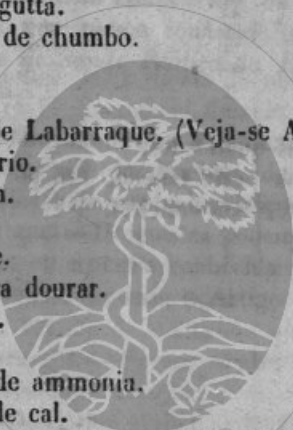 gutta.
de chumbo.
e Labarraque. (Veja-se A
rio.
n.
e.
a dourar.
.
de ammonia.
de cal.